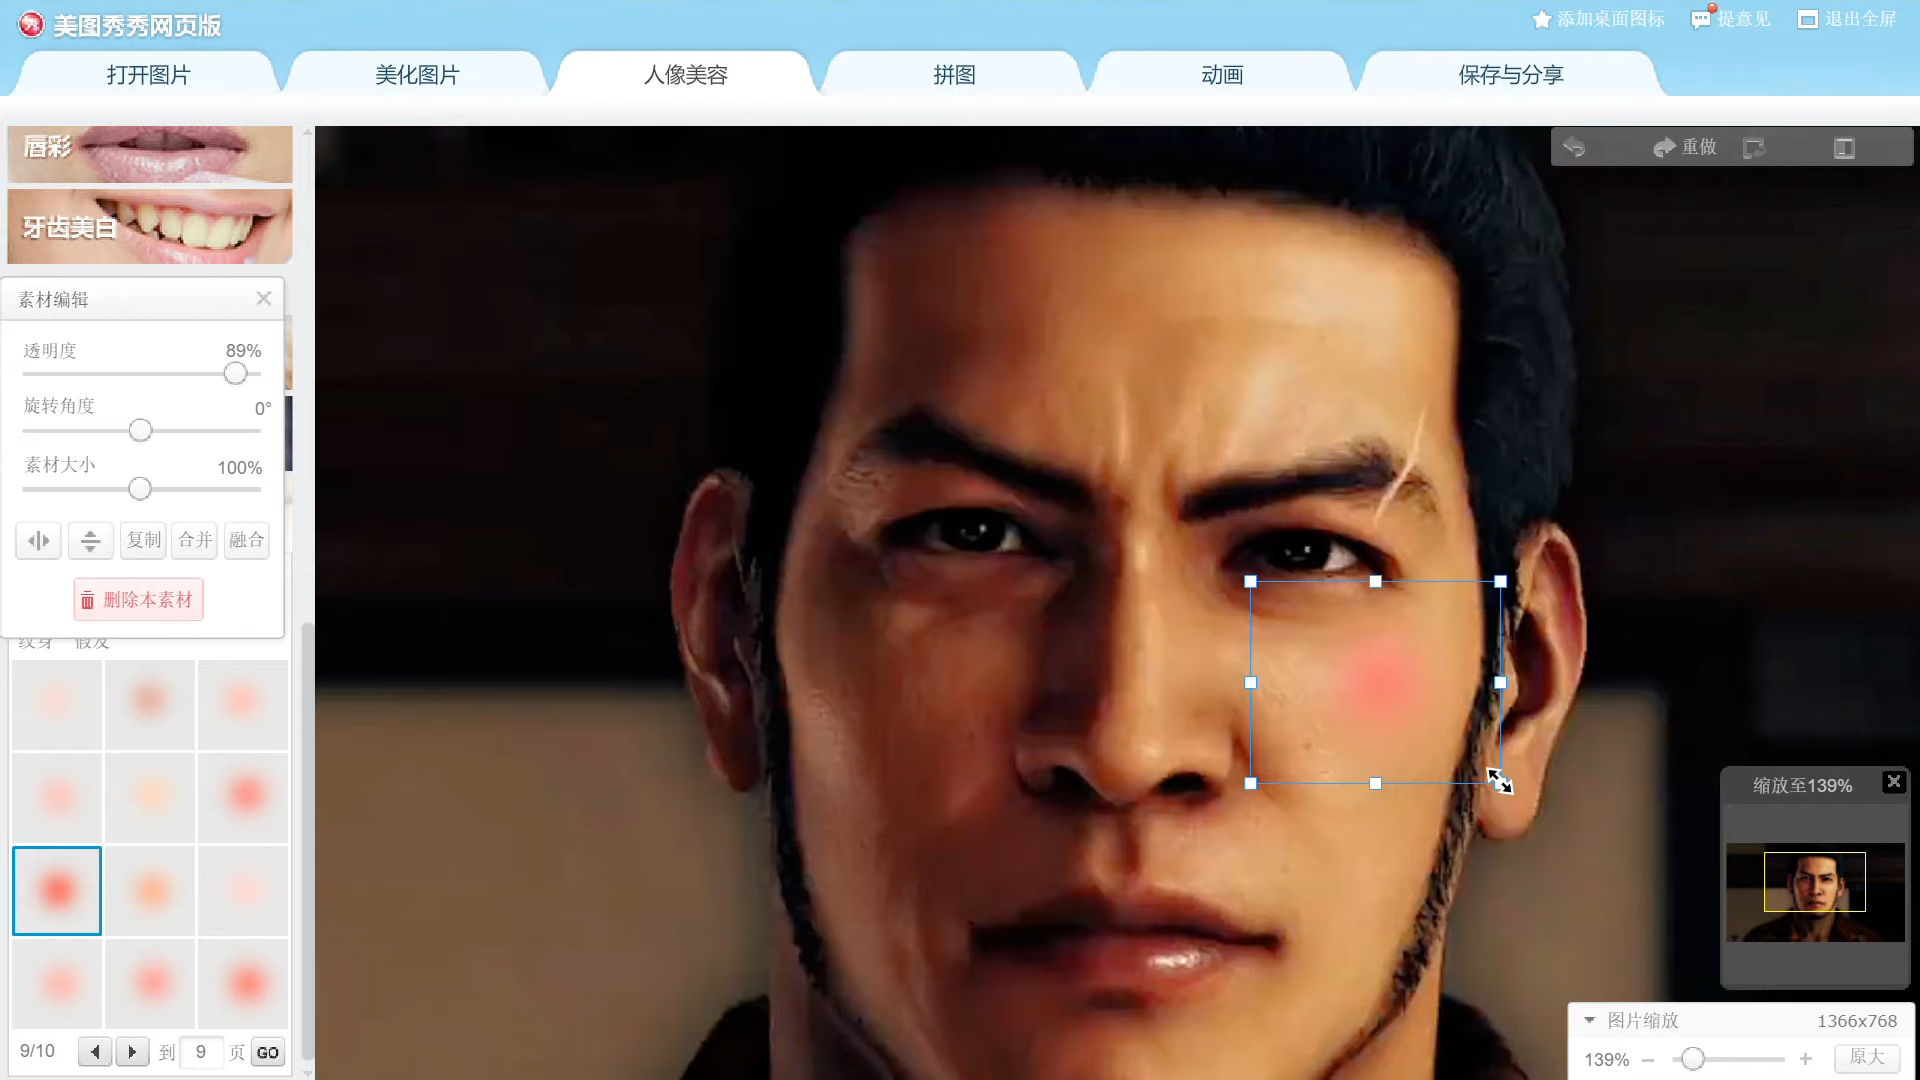 美图秀秀网页版
添加桌面图标
提意见
退出全屏
打开图片
美化图片
人像美容
拼图
动画
保存与分享
重做
唇彩
牙齿美白
素材编辑
透明度
89%
旋转角度
0°
素材大小
100%
复制
合并
融合
删除本素材
纹身 假发
9/10
到 9 页 GO
缩放至139%
图片缩放
1366x768
139%
原大